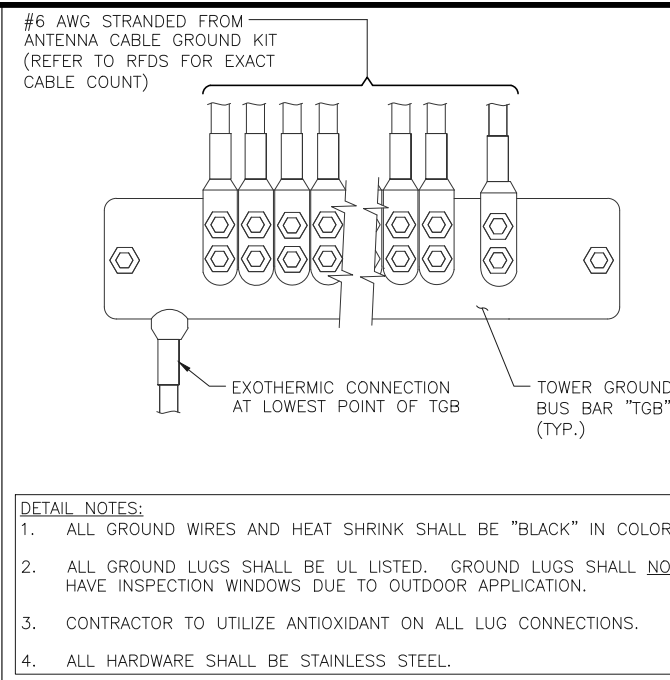 #6 AWG STRANDED FROM
ANTENNA CABLE GROUND KIT
(REFER TO RFDS FOR EXACT
CABLE COUNT)
EXOTHERMIC CONNECTION
AT LOWEST POINT OF TGB
TOWER GROUND
BUS BAR "TGB"
(TYP.)
DETAIL NOTES:
1. ALL GROUND WIRES AND HEAT SHRINK SHALL BE "BLACK" IN COLOR
2. ALL GROUND LUGS SHALL BE UL LISTED. GROUND LUGS SHALL NO
HAVE INSPECTION WINDOWS DUE TO OUTDOOR APPLICATION.
3. CONTRACTOR TO UTILIZE ANTIOXIDANT ON ALL LUG CONNECTIONS.
4. ALL HARDWARE SHALL BE STAINLESS STEEL.